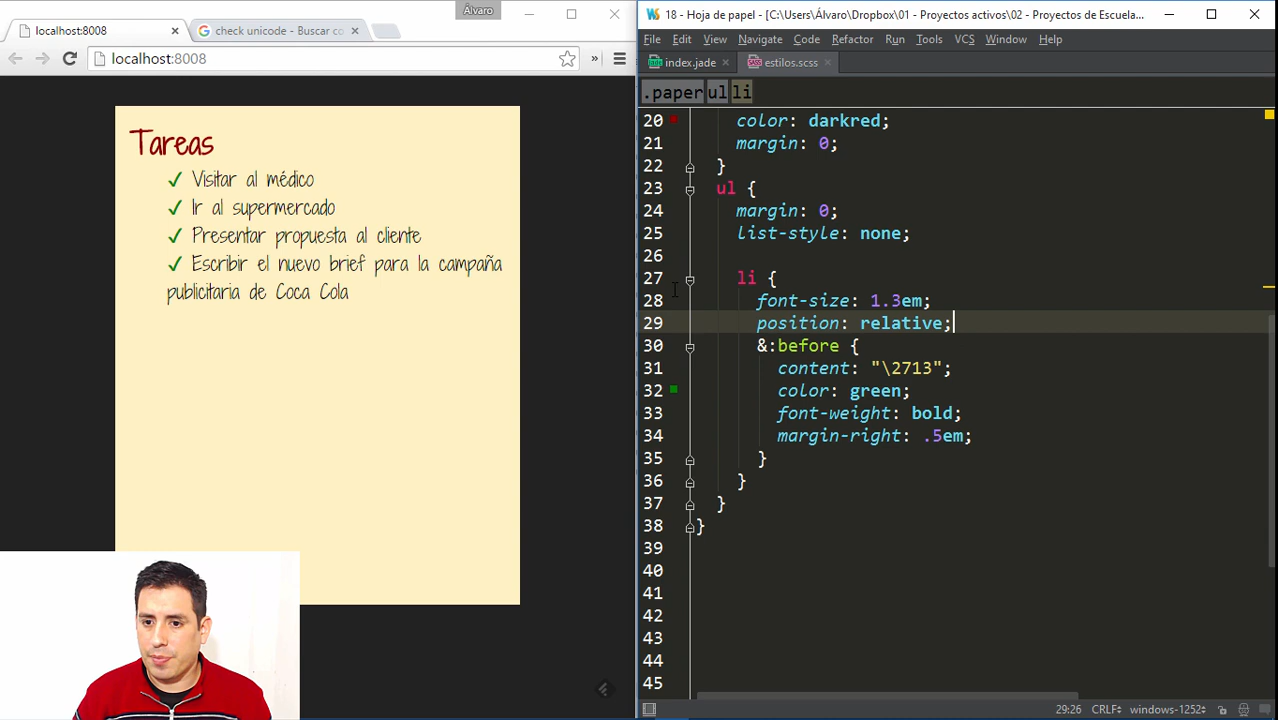 Álvaro
localhost:8008
check unicode - Buscar co
localhost:8008
»
Tareas
✓ Visitar al médico
✓ Ir al supermercado
✓ Presentar propuesta al cliente
✓ Escribir el nuevo brief para la campaña
publicitaria de Coca Cola
18 - Hoja de papel - [C:\Users\Álvaro\Dropbox\01 - Proyectos activos\02 - Proyectos de Escuela...
File Edit View Navigate Code Refactor Run Tools VCS Window Help
index.jade estilos.scss
.paper ul li
20 color: darkred;
21 margin: 0;
22 }
23 ul {
24 margin: 0;
25 list-style: none;
26
27 li {
28 font-size: 1.3em;
29 position: relative;
30 &:before {
31 content: "\2713";
32 color: green;
33 font-weight: bold;
34 margin-right: .5em;
35 }
36 }
37 }
38 }
39
40
41
42
43
44
45
29:26 CRLF windows-1252